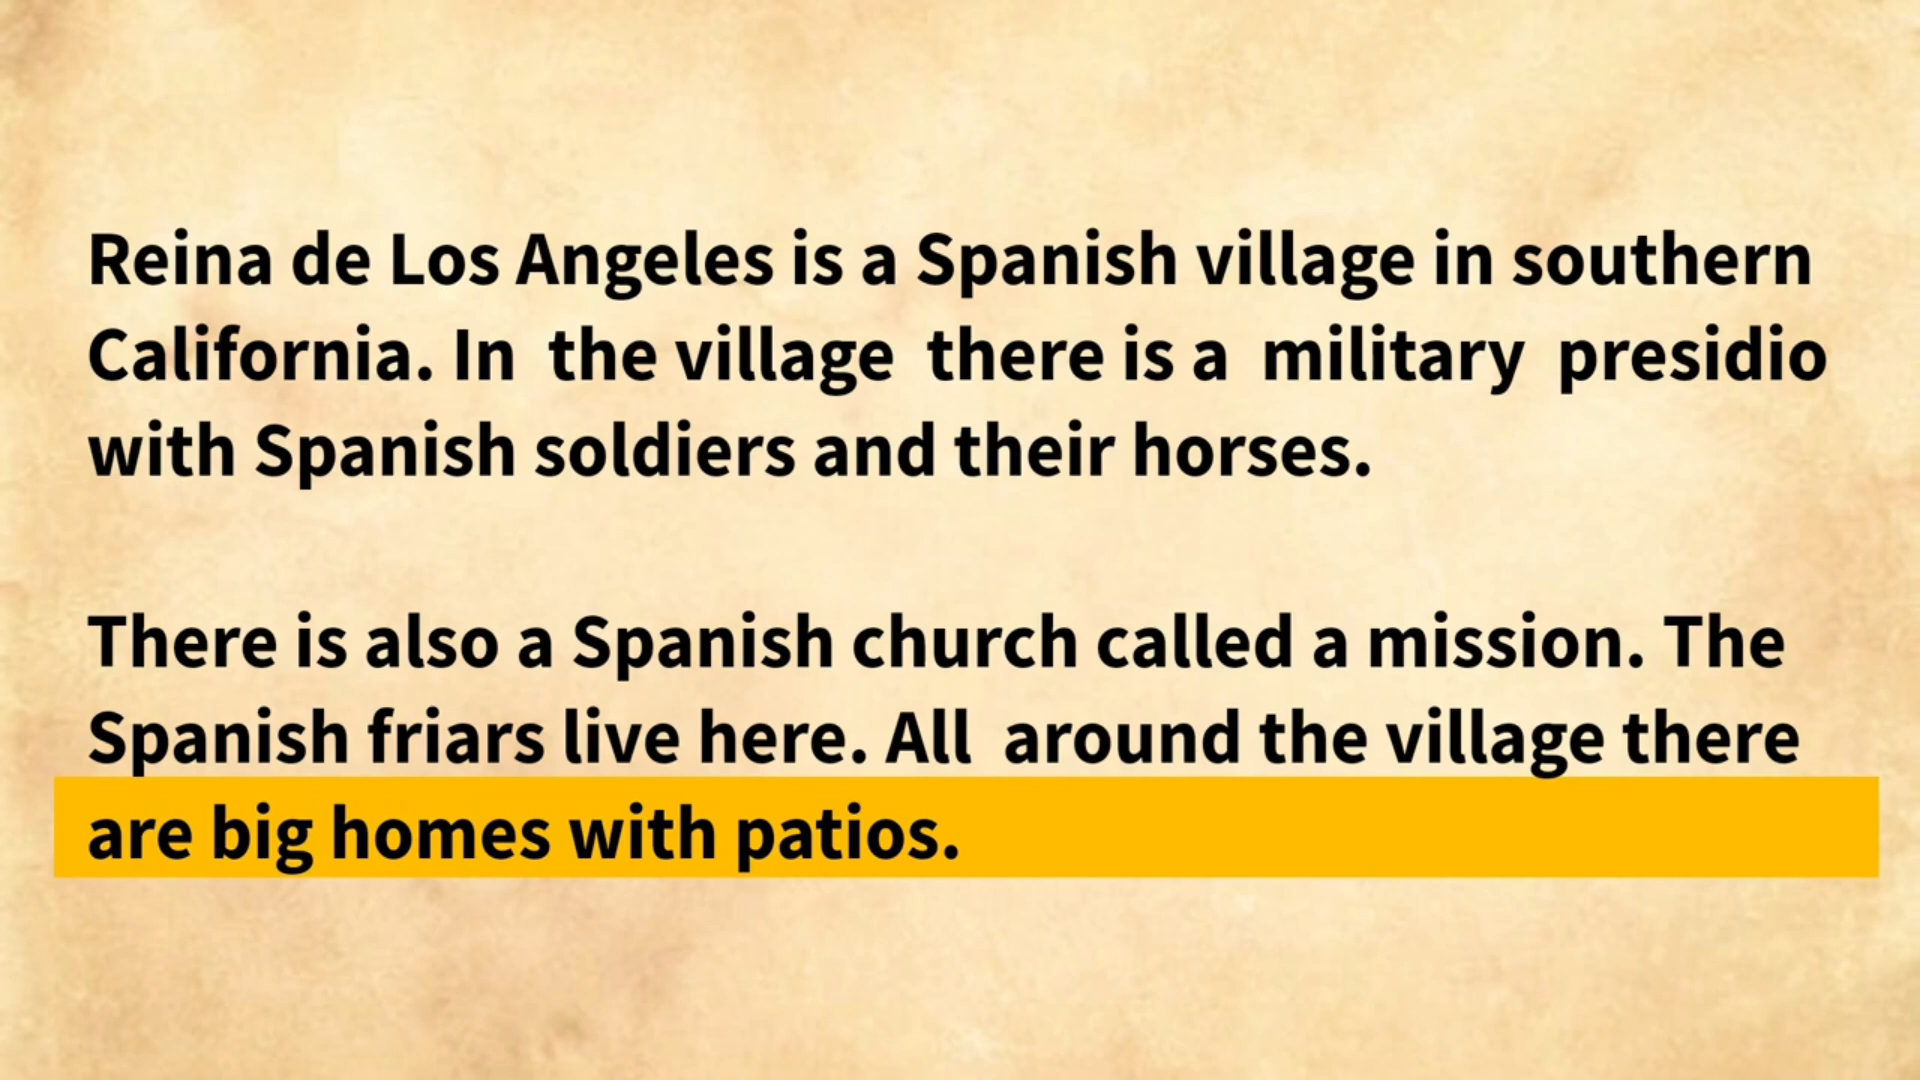 Reina de Los Angeles is a Spanish village in southern
California. In the village there is a military presidio
with Spanish soldiers and their horses.
There is also a Spanish church called a mission. The
Spanish friars live here. All around the village there
are big homes with patios.